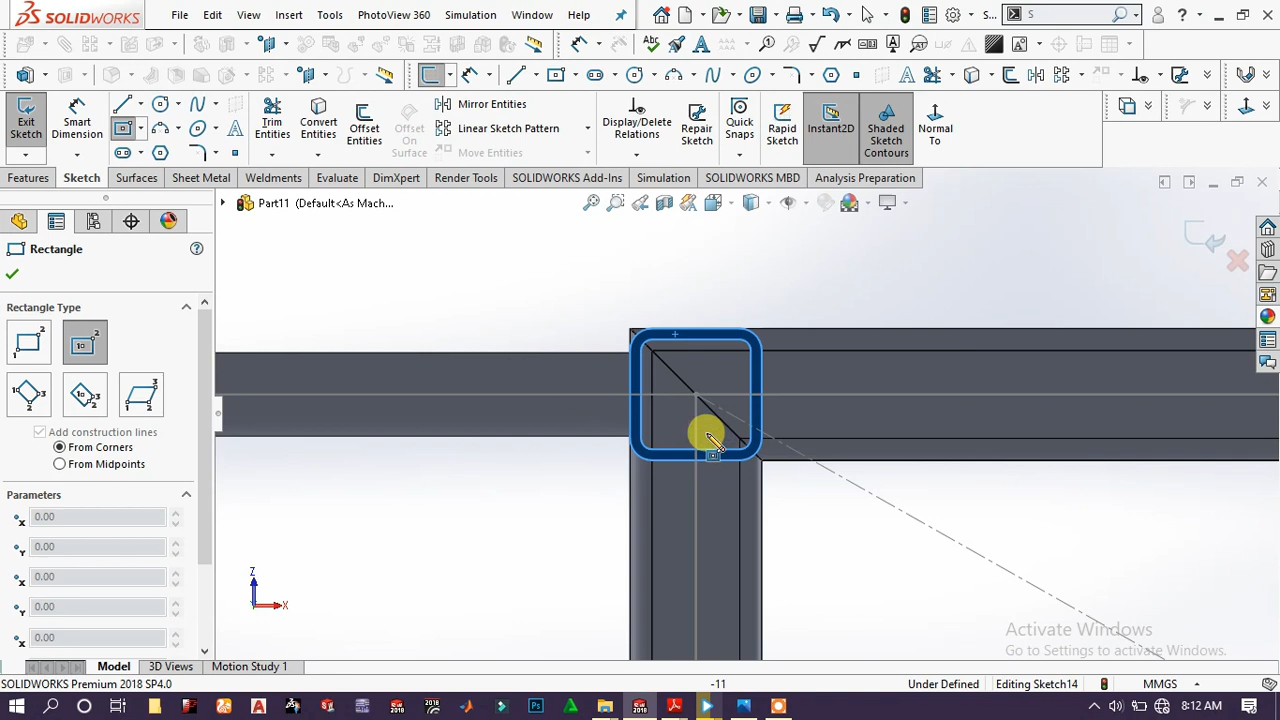 SOLIDWORKS File Edit View Insert Tools PhotoView 360 Simulation Window Help S... S ?
Abc A
Exit Sketch
Smart Dimension
Trim Entities
Convert Entities
Offset Entities
Offset On Surface
Mirror Entities
Linear Sketch Pattern
Move Entities
Display/Delete Relations
Repair Sketch
Quick Snaps
Rapid Sketch
Instant2D
Shaded Sketch Contours
Normal To
Features Sketch Surfaces Sheet Metal Weldments Evaluate DimXpert Render Tools SOLIDWORKS Add-Ins Simulation SOLIDWORKS MBD Analysis Preparation
Part11 (Default<As Mach...
Rectangle
Rectangle Type
Add construction lines
From Corners
From Midpoints
Parameters
0.00
0.00
0.00
0.00
0.00
Z
X
Activate Windows
Go to Settings to activate Windows.
Model 3D Views Motion Study 1
SOLIDWORKS Premium 2018 SP4.0 -11 Under Defined Editing Sketch14 MMGS
8:12 AM